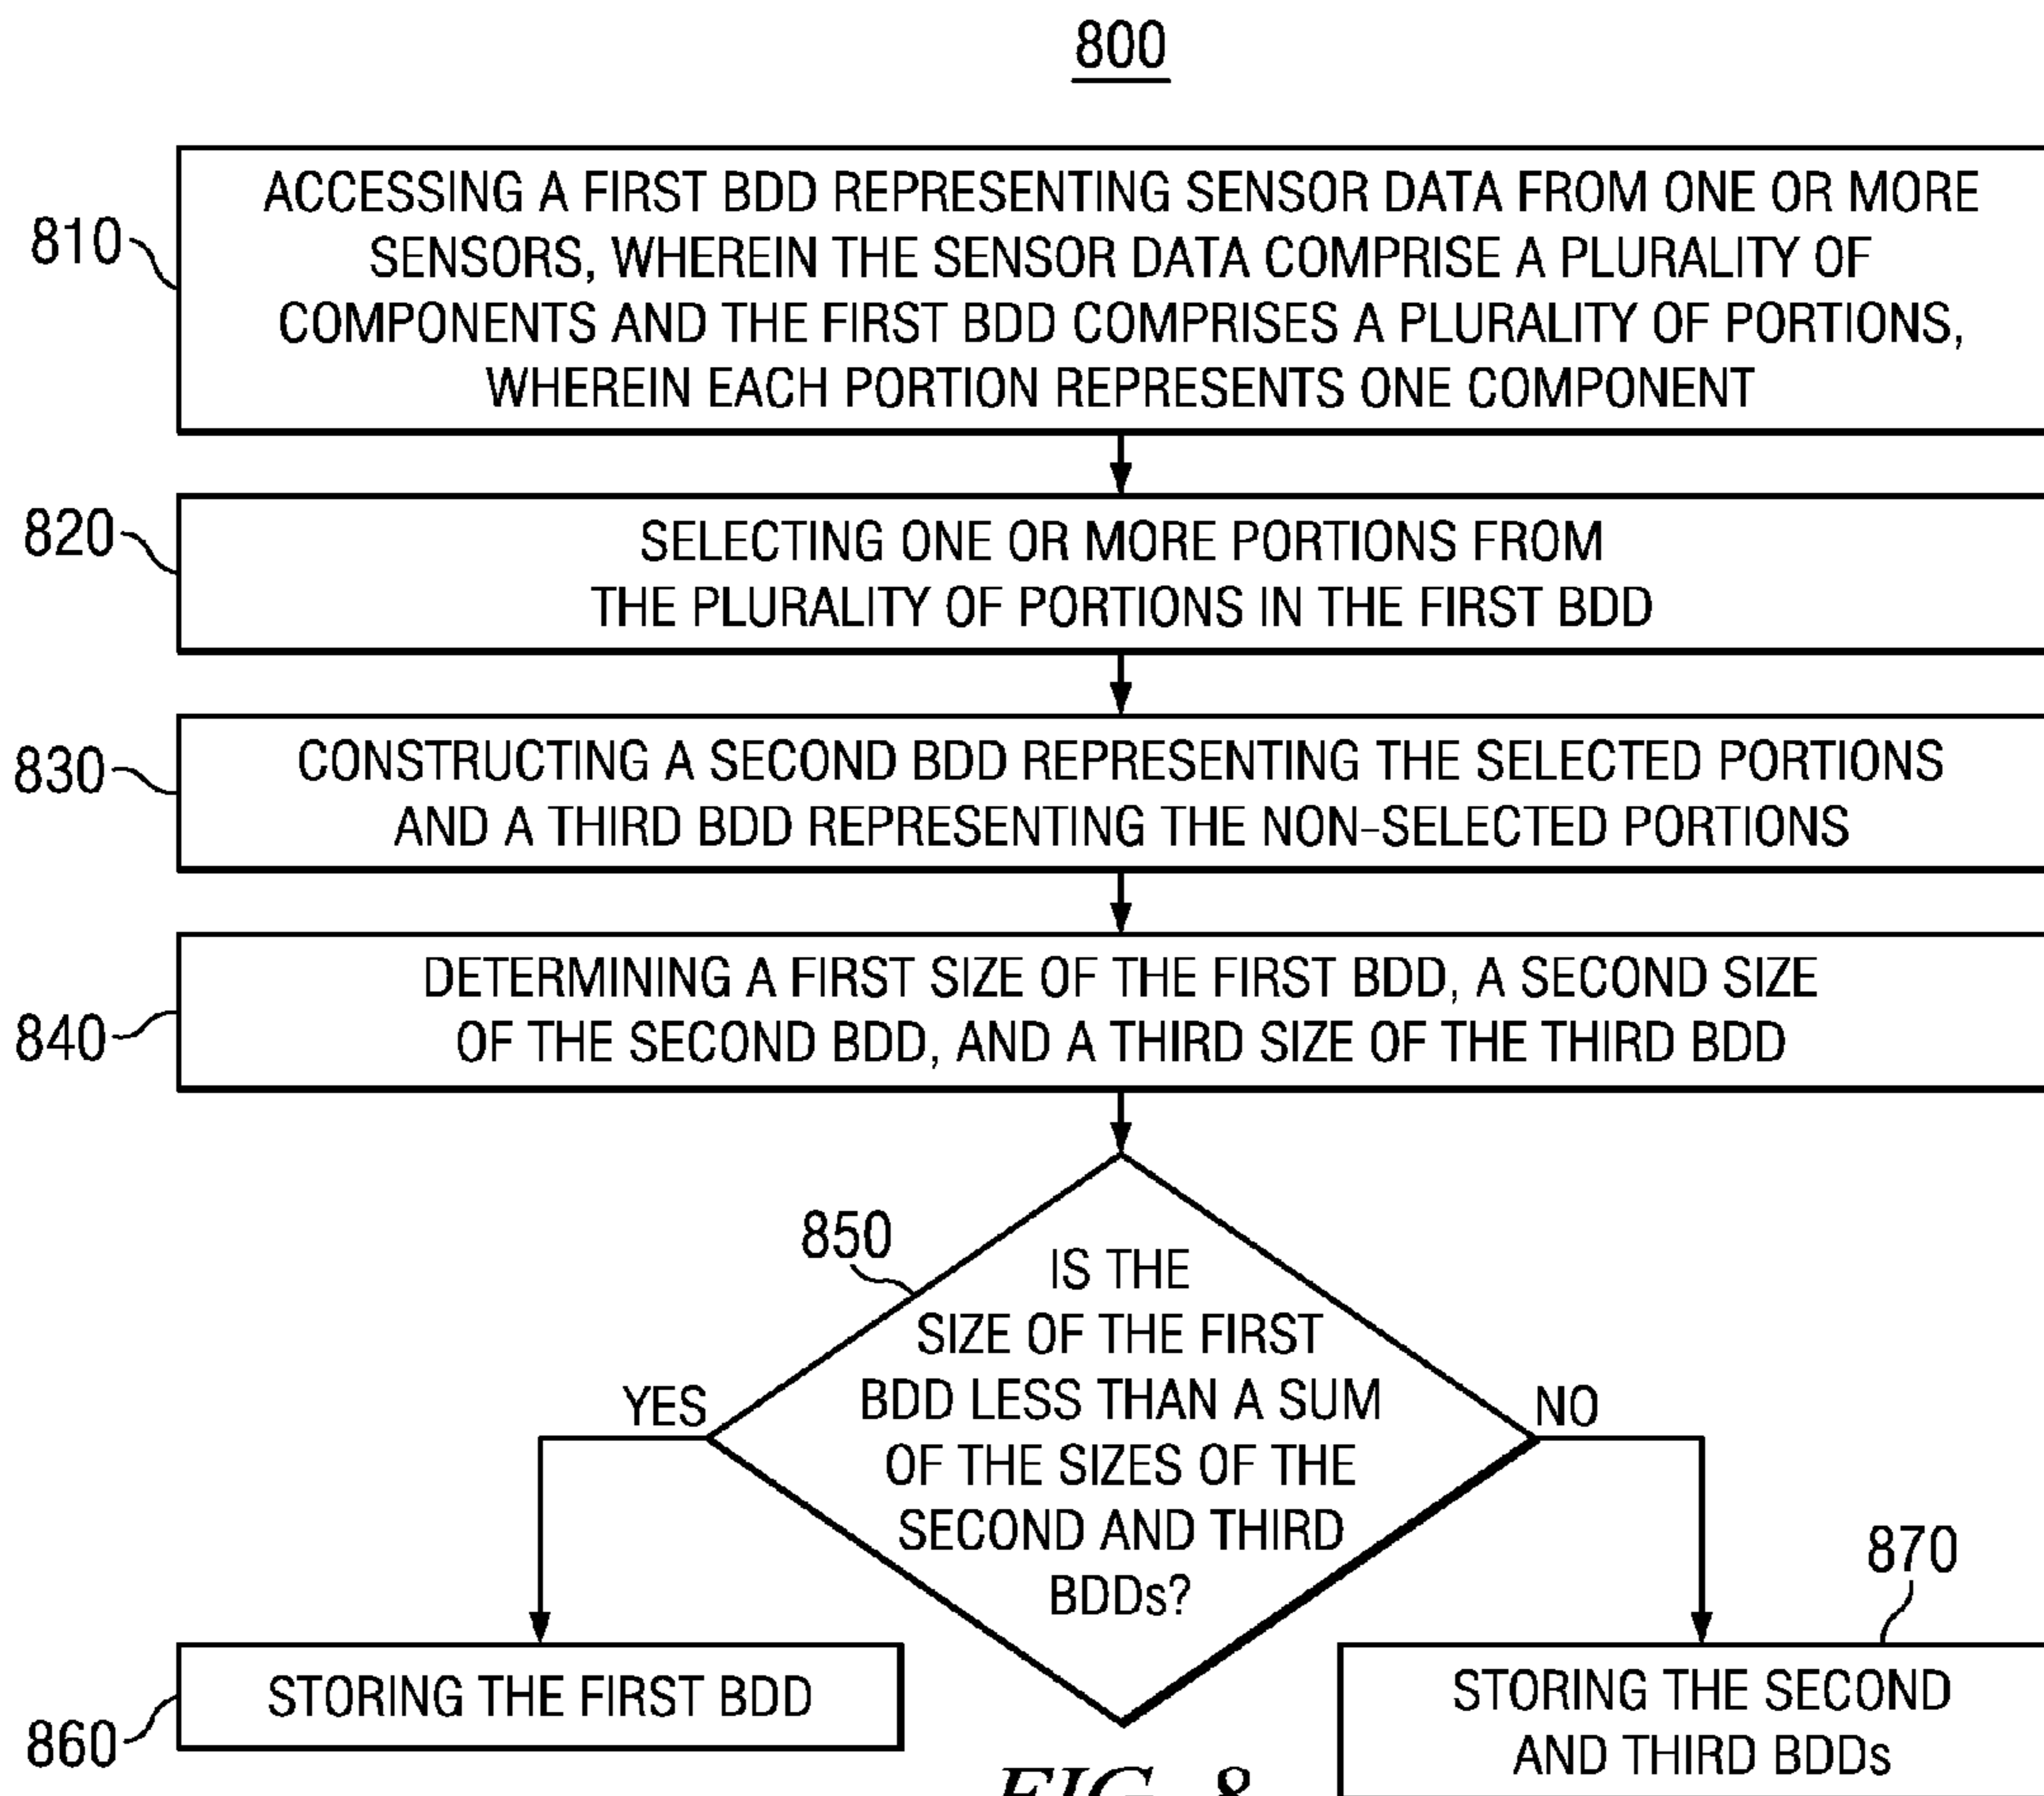 800
810
ACCESSING A FIRST BDD REPRESENTING SENSOR DATA FROM ONE OR MORE
SENSORS, WHEREIN THE SENSOR DATA COMPRISE A PLURALITY OF
COMPONENTS AND THE FIRST BDD COMPRISES A PLURALITY OF PORTIONS,
WHEREIN EACH PORTION REPRESENTS ONE COMPONENT
820
SELECTING ONE OR MORE PORTIONS FROM
THE PLURALITY OF PORTIONS IN THE FIRST BDD
830
CONSTRUCTING A SECOND BDD REPRESENTING THE SELECTED PORTIONS
AND A THIRD BDD REPRESENTING THE NON-SELECTED PORTIONS
840
DETERMINING A FIRST SIZE OF THE FIRST BDD, A SECOND SIZE
OF THE SECOND BDD, AND A THIRD SIZE OF THE THIRD BDD
850
IS THE
SIZE OF THE FIRST
BDD LESS THAN A SUM
OF THE SIZES OF THE
SECOND AND THIRD
BDDs?
YES
NO
860
STORING THE FIRST BDD
870
STORING THE SECOND
AND THIRD BDDs
FIG. 8